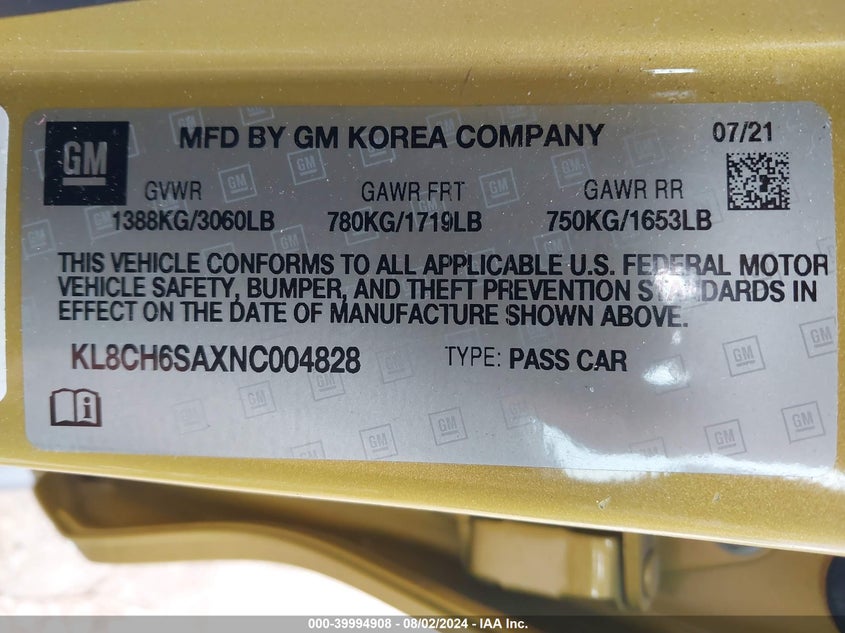 GM
MFD BY GM KOREA COMPANY
07/21
GVWR GAWR FRT GAWR RR
1388KG/3060LB 780KG/1719LB 750KG/1653LB
THIS VEHICLE CONFORMS TO ALL APPLICABLE U.S. FEDERAL MOTOR
VEHICLE SAFETY, BUMPER, AND THEFT PREVENTION STANDARDS IN
EFFECT ON THE DATE OF MANUFACTURE SHOWN ABOVE.
KL8CH6SAXNC004828 TYPE: PASS CAR
000-39994908 - 08/02/2024 - IAA Inc.